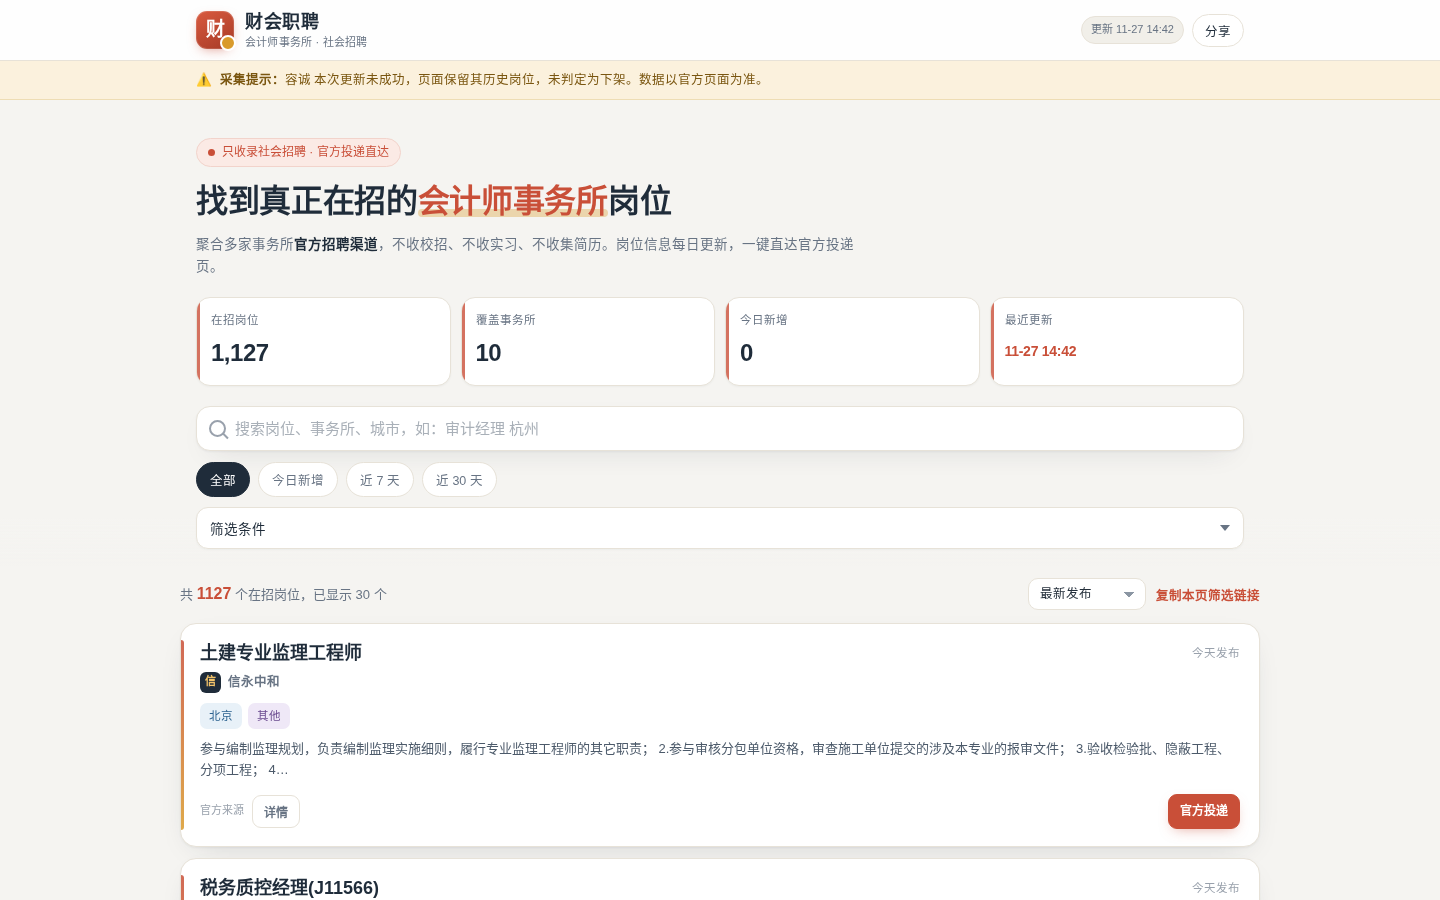 财
财会职聘
会计师事务所 · 社会招聘
更新 11-27 14:42
分享
⚠️ 采集提示：容诚 本次更新未成功，页面保留其历史岗位，未判定为下架。数据以官方页面为准。
只收录社会招聘 · 官方投递直达
找到真正在招的会计师事务所岗位
聚合多家事务所官方招聘渠道，不收校招、不收实习、不收集简历。岗位信息每日更新，一键直达官方投递
页。
在招岗位
1,127
覆盖事务所
10
今日新增
0
最近更新
11-27 14:42
搜索岗位、事务所、城市，如：审计经理 杭州
全部
今日新增
近 7 天
近 30 天
筛选条件
共 1127 个在招岗位，已显示 30 个
最新发布
复制本页筛选链接
土建专业监理工程师
今天发布
信 信永中和
北京
其他
参与编制监理规划，负责编制监理实施细则，履行专业监理工程师的其它职责； 2.参与审核分包单位资格，审查施工单位提交的涉及本专业的报审文件； 3.验收检验批、隐蔽工程、
分项工程； 4…
官方来源
详情
官方投递
税务质控经理(J11566)
今天发布